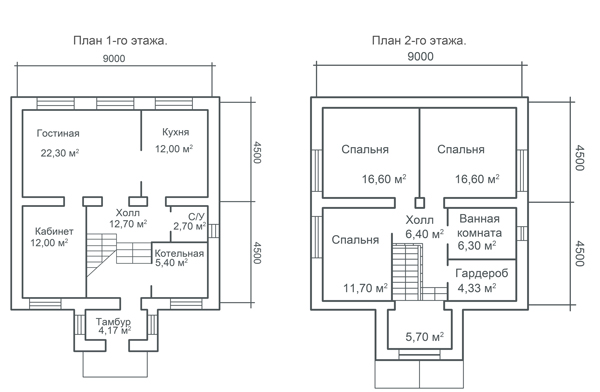 План 1-го этажа.
9000
Гостиная
22,30 м²
Кухня
12,00 м²
4500
Холл
12,70 м²
С/У
2,70 м²
Кабинет
12,00 м²
Котельная
5,40 м²
4500
Тамбур
4,17 м²
План 2-го этажа.
9000
Спальня
16,60 м²
Спальня
16,60 м²
4500
Холл
6,40 м²
Ванная
комната
6,30 м²
Спальня
11,70 м²
Гардероб
4,33 м²
4500
5,70 м²